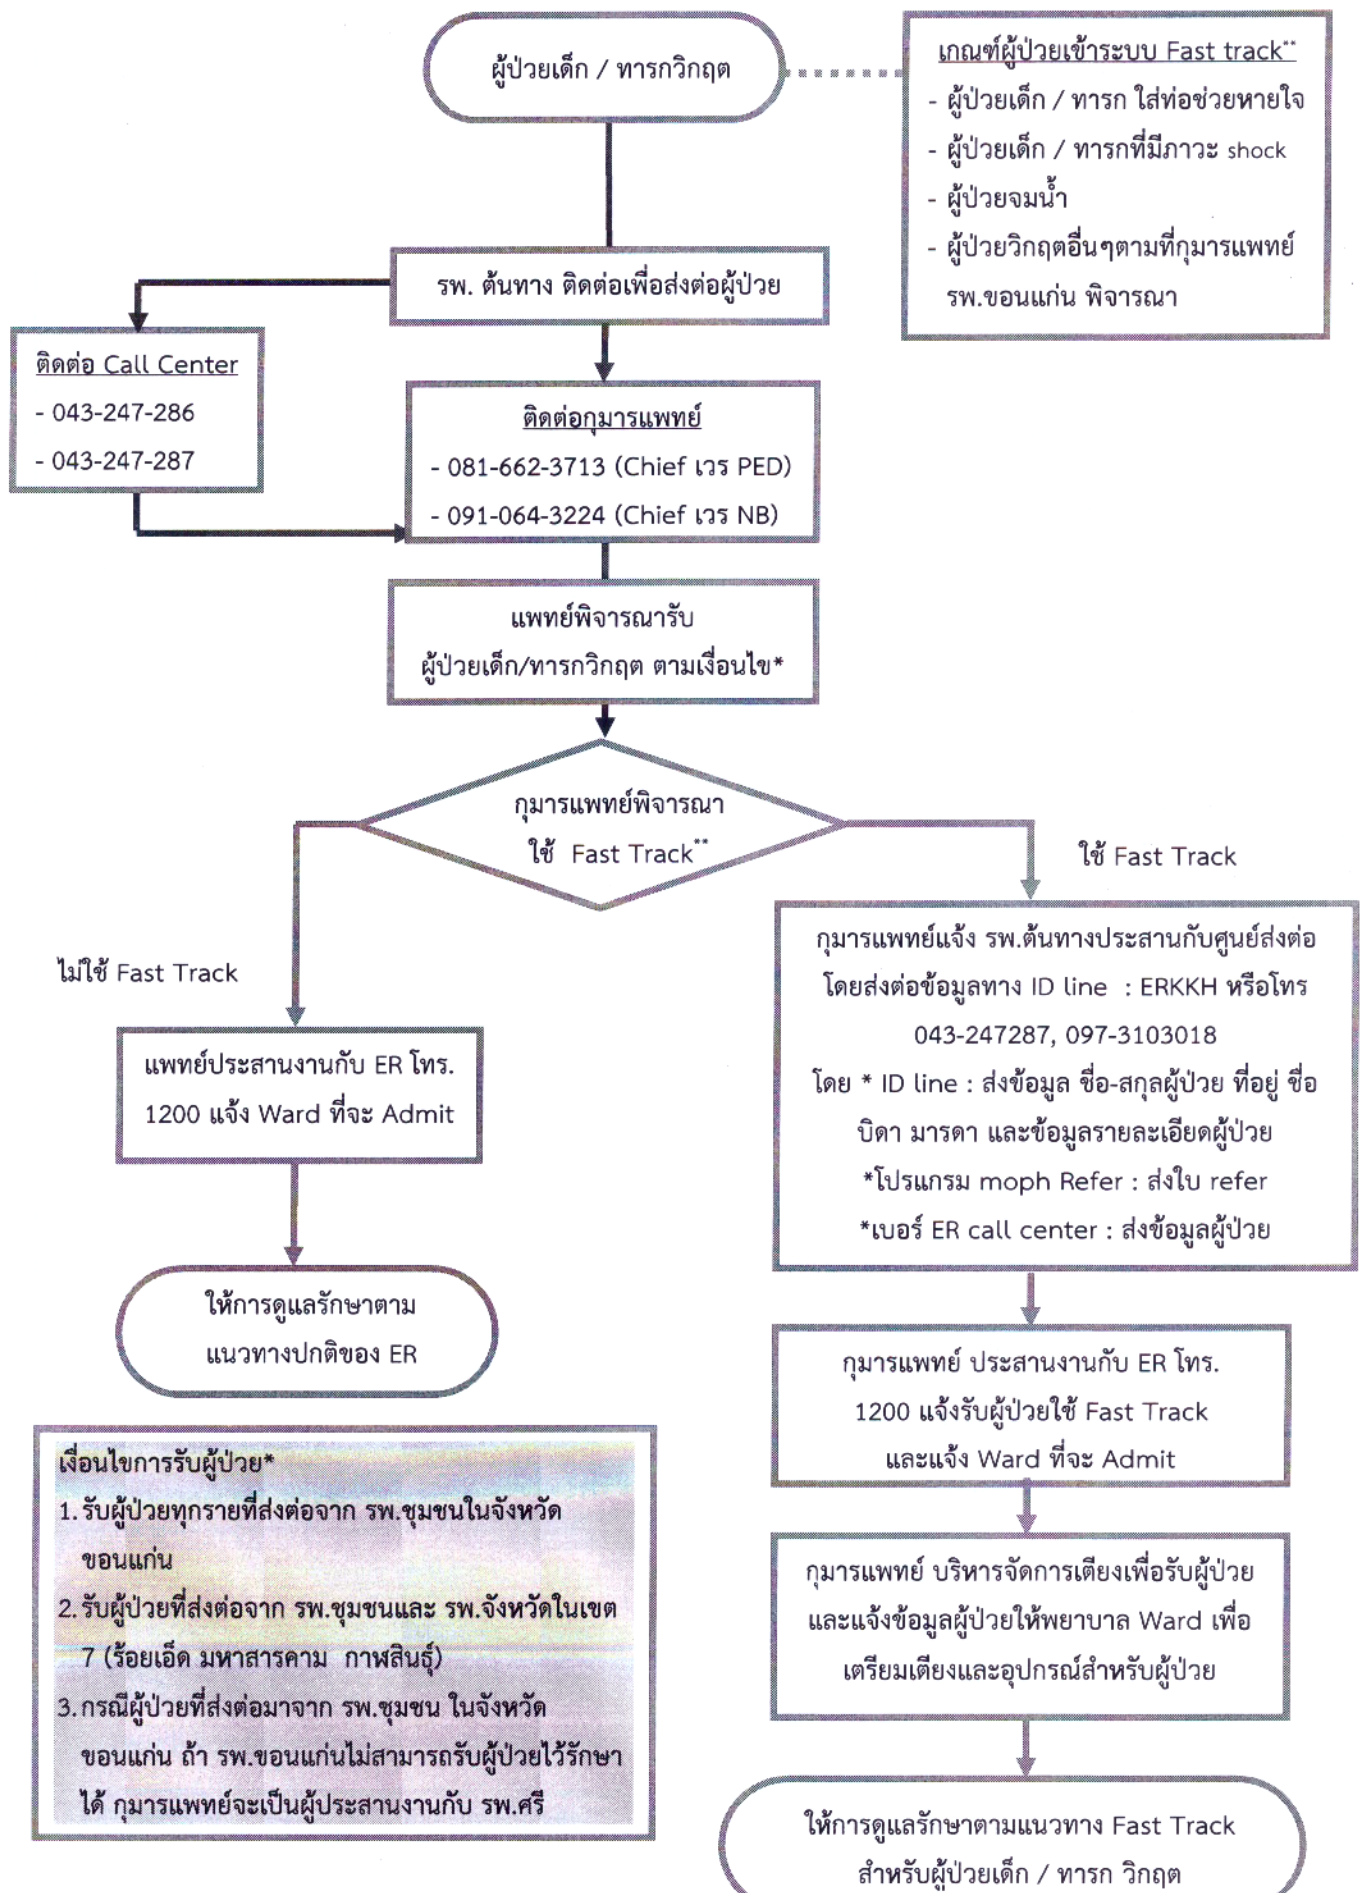 ผู้ป่วยเด็ก / ทารกวิกฤต
เกณฑ์ผู้ป่วยเข้าระบบ Fast track**
- ผู้ป่วยเด็ก / ทารก ใส่ท่อช่วยหายใจ
- ผู้ป่วยเด็ก / ทารกที่มีภาวะ shock
- ผู้ป่วยจมน้ำ
- ผู้ป่วยวิกฤตอื่นๆตามที่กุมารแพทย์
รพ.ขอนแก่น พิจารณา
รพ. ต้นทาง ติดต่อเพื่อส่งต่อผู้ป่วย
ติดต่อ Call Center
- 043-247-286
- 043-247-287
ติดต่อกุมารแพทย์
- 081-662-3713 (Chief เวร PED)
- 091-064-3224 (Chief เวร NB)
แพทย์พิจารณารับ
ผู้ป่วยเด็ก/ทารกวิกฤต ตามเงื่อนไข*
กุมารแพทย์พิจารณา
ใช้ Fast Track**
ไม่ใช้ Fast Track
แพทย์ประสานงานกับ ER โทร.
1200 แจ้ง Ward ที่จะ Admit
ให้การดูแลรักษาตาม
แนวทางปกติของ ER
ใช้ Fast Track
กุมารแพทย์แจ้ง รพ.ต้นทางประสานกับศูนย์ส่งต่อ
โดยส่งต่อข้อมูลทาง ID line : ERKKH หรือโทร
043-247287, 097-3103018
โดย * ID line : ส่งข้อมูล ชื่อ-สกุลผู้ป่วย ที่อยู่ ชื่อ
บิดา มารดา และข้อมูลรายละเอียดผู้ป่วย
*โปรแกรม moph Refer : ส่งใบ refer
*เบอร์ ER call center : ส่งข้อมูลผู้ป่วย
กุมารแพทย์ ประสานงานกับ ER โทร.
1200 แจ้งรับผู้ป่วยใช้ Fast Track
และแจ้ง Ward ที่จะ Admit
กุมารแพทย์ บริหารจัดการเตียงเพื่อรับผู้ป่วย
และแจ้งข้อมูลผู้ป่วยให้พยาบาล Ward เพื่อ
เตรียมเตียงและอุปกรณ์สำหรับผู้ป่วย
ให้การดูแลรักษาตามแนวทาง Fast Track
สำหรับผู้ป่วยเด็ก / ทารก วิกฤต
เงื่อนไขการรับผู้ป่วย*
1. รับผู้ป่วยทุกรายที่ส่งต่อจาก รพ.ชุมชนในจังหวัด
ขอนแก่น
2. รับผู้ป่วยที่ส่งต่อจาก รพ.ชุมชนและ รพ.จังหวัดในเขต
7 (ร้อยเอ็ด มหาสารคาม กาฬสินธุ์)
3. กรณีผู้ป่วยที่ส่งต่อมาจาก รพ.ชุมชน ในจังหวัด
ขอนแก่น ถ้า รพ.ขอนแก่นไม่สามารถรับผู้ป่วยไว้รักษา
ได้ กุมารแพทย์จะเป็นผู้ประสานงานกับ รพ.ศรี